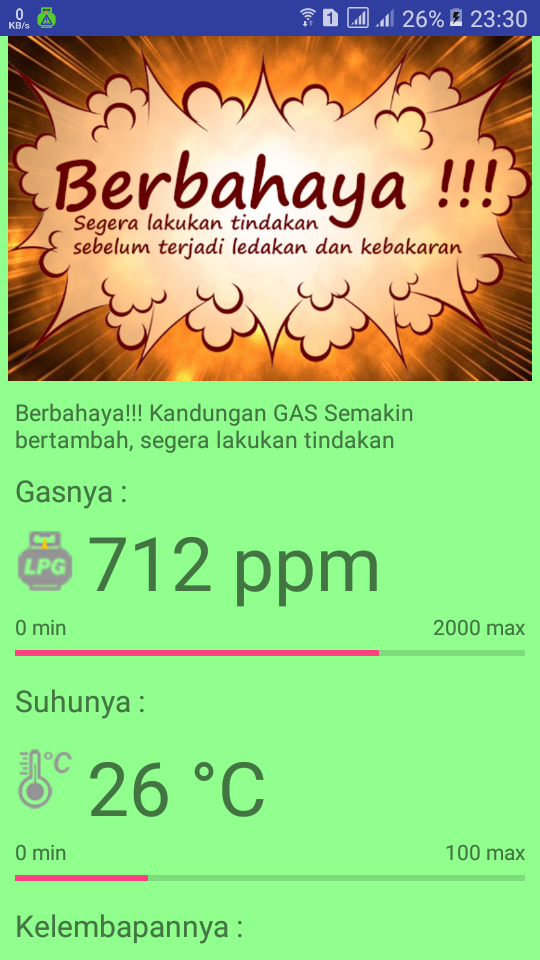 0
KB/s
1
26%
23:30
Berbahaya !!!
Segera lakukan tindakan
sebelum terjadi ledakan dan kebakaran
Berbahaya!!! Kandungan GAS Semakin
bertambah, segera lakukan tindakan
Gasnya :
LPG
712 ppm
0 min
2000 max
Suhunya :
°C
26 °C
0 min
100 max
Kelembapannya :